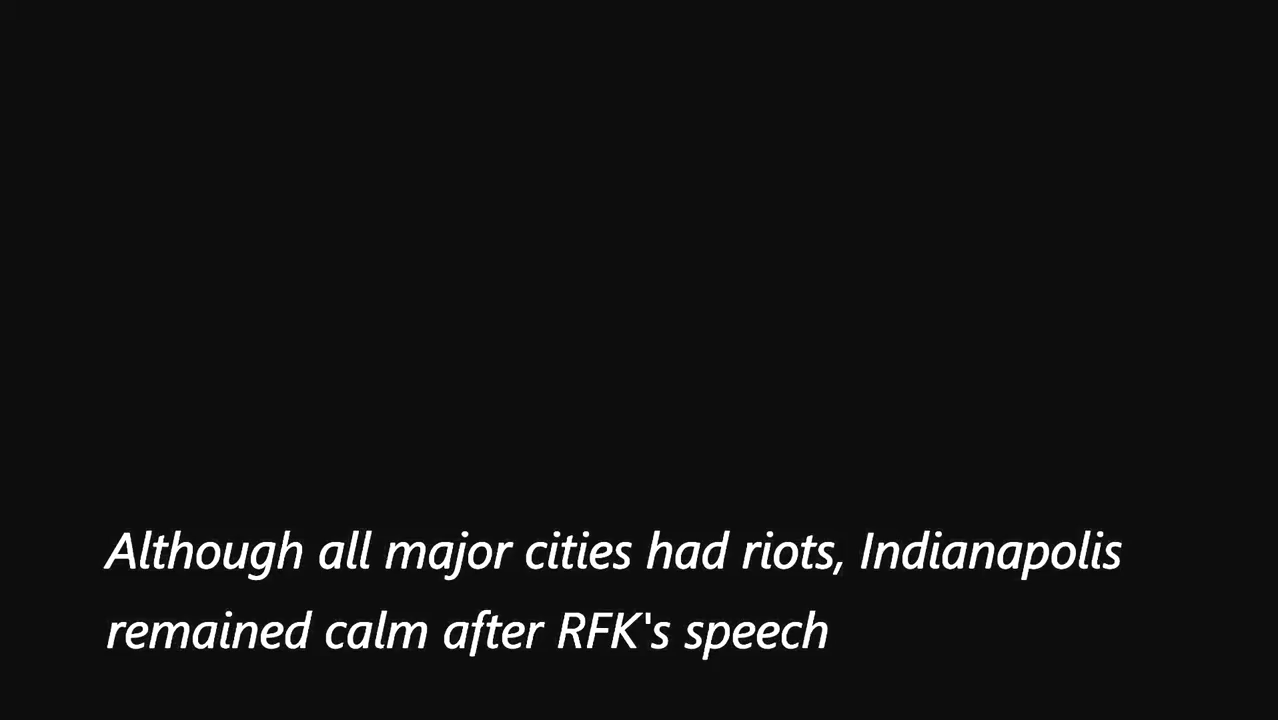 Although all major cities had riots, Indianapolis
remained calm after RFK's speech